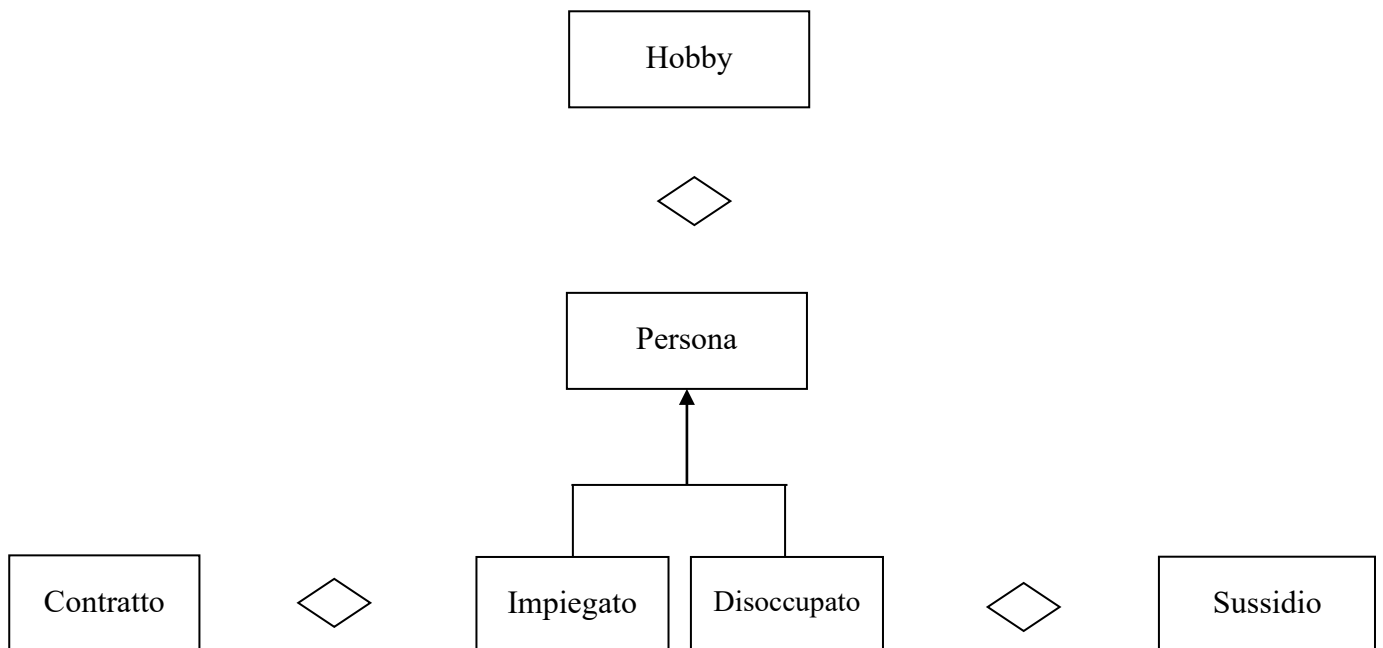 Hobby
Persona
Contratto
Impiegato
Disoccupato
Sussidio